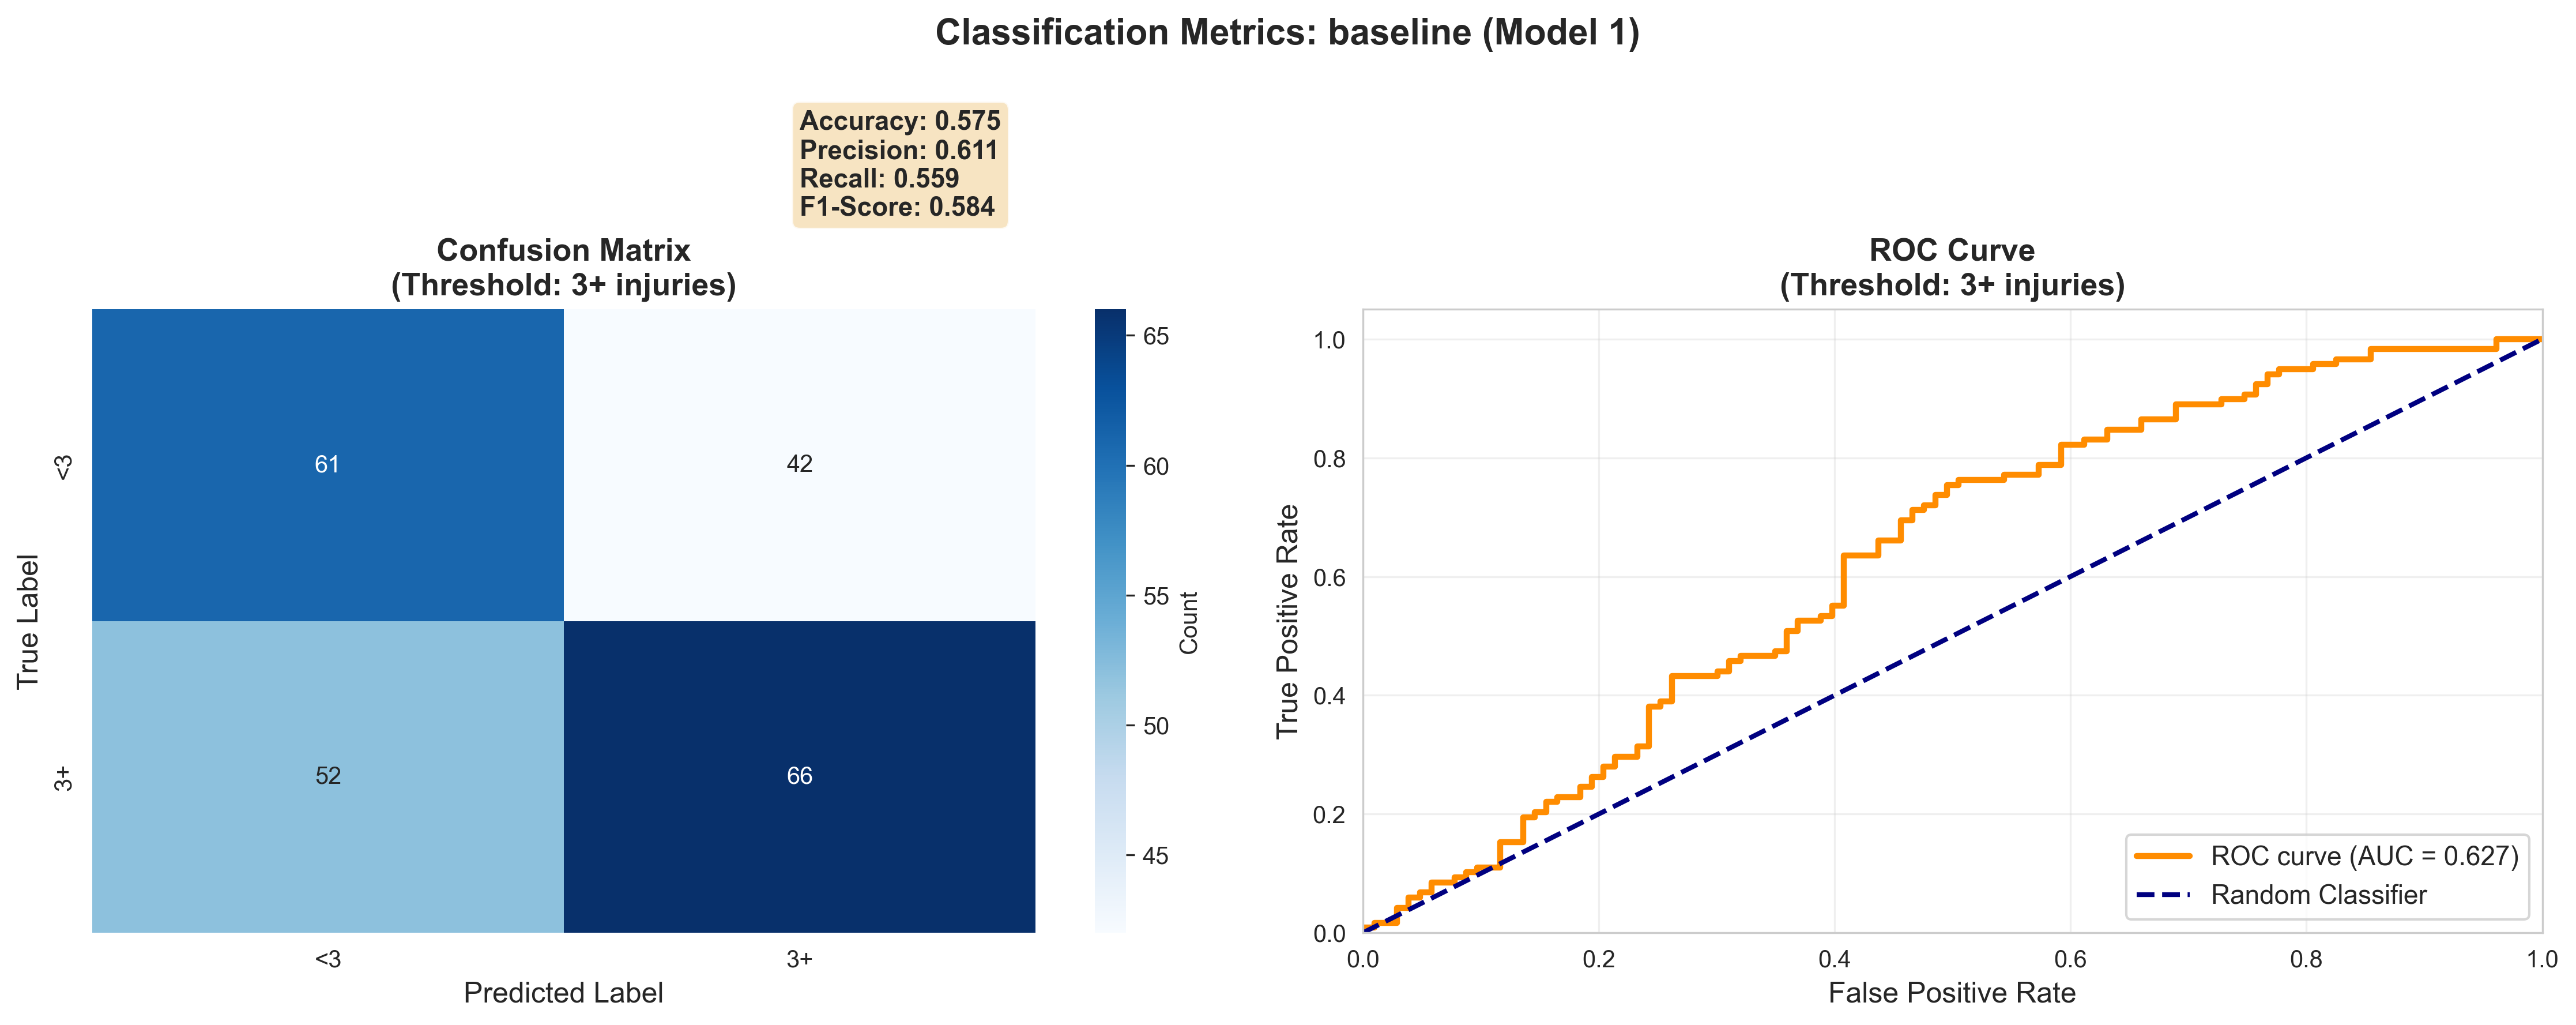 Classification Metrics: baseline (Model 1)
Accuracy: 0.575
Precision: 0.611
Recall: 0.559
F1-Score: 0.584
Confusion Matrix
(Threshold: 3+ injuries)
True Label
<3
3+
61
42
52
66
<3
3+
Predicted Label
65
60
55
50
45
Count
ROC Curve
(Threshold: 3+ injuries)
True Positive Rate
1.0
0.8
0.6
0.4
0.2
0.0
ROC curve (AUC = 0.627)
Random Classifier
0.0
0.2
0.4
0.6
0.8
1.0
False Positive Rate